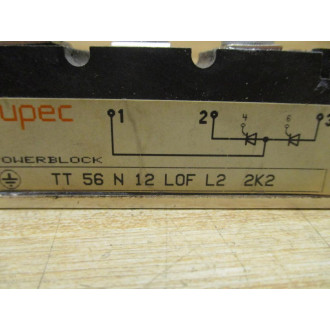 upec
1 2 4 6 3
OWERBLOCK
TT 56 N 12 LOF L2 2K2